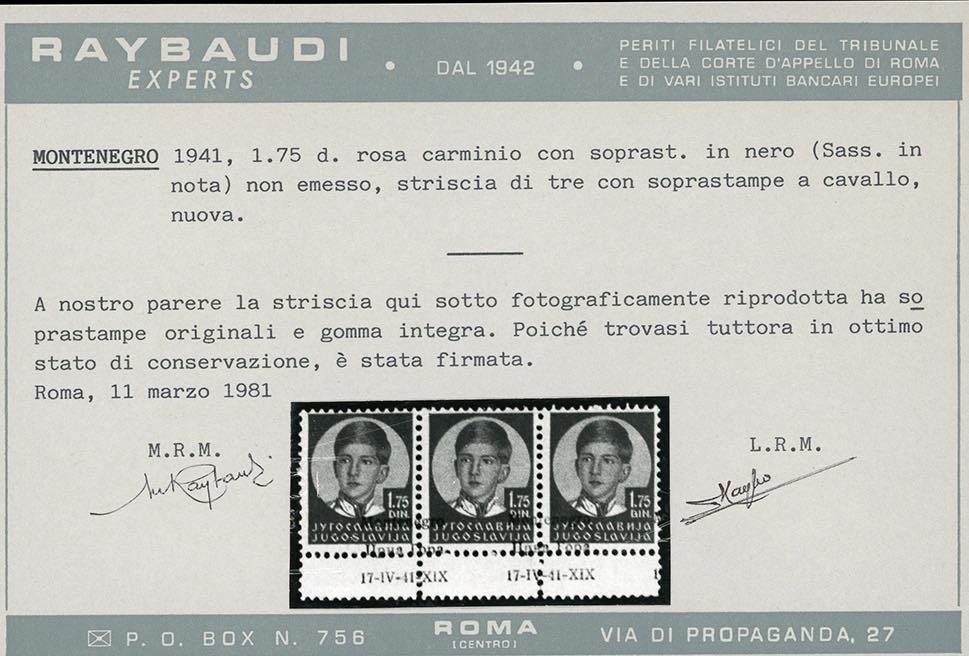 RAYBAUDI
EXPERTS
• DAL 1942 •
PERITI FILATELICI DEL TRIBUNALE
E DELLA CORTE D'APPELLO DI ROMA
E DI VARI ISTITUTI BANCARI EUROPEI
MONTENEGRO 1941, 1.75 d. rosa carminio con soprast. in nero (Sass. in
nota) non emesso, striscia di tre con soprastampe a cavallo,
nuova.
A nostro parere la striscia qui sotto fotograficamente riprodotta ha so
prastampe originali e gomma integra. Poiché trovasi tuttora in ottimo
stato di conservazione, è stata firmata.
Roma, 11 marzo 1981
M.R.M.
L.R.M.
1.75 DIN. 1.75 DIN. 1.75 DIN.
ЈУГОСЛАВИЈА ЈУГОСЛАВИЈА ЈУГОСЛАВИЈА
JUGOSLAVIJA JUGOSLAVIJA JUGOSLAVIJA
17-IV-41-XIX 17-IV-41-XIX 1
P. O. BOX N. 756
ROMA
(CENTRO)
VIA DI PROPAGANDA, 27